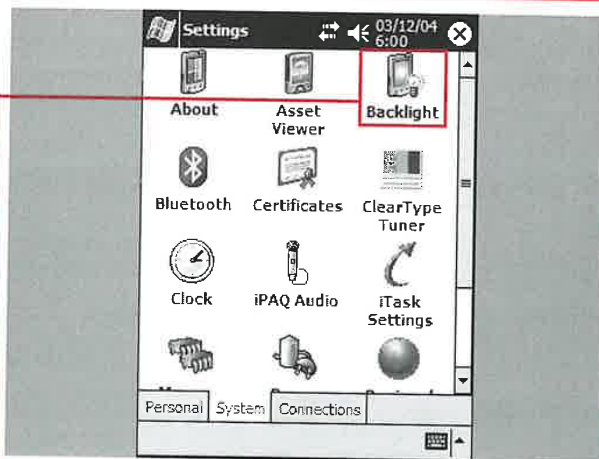 Settings
03/12/04
6:00
About
Asset
Viewer
Backlight
Bluetooth
Certificates
ClearType
Tuner
Clock
iPAQ Audio
iTask
Settings
Personal
System
Connections